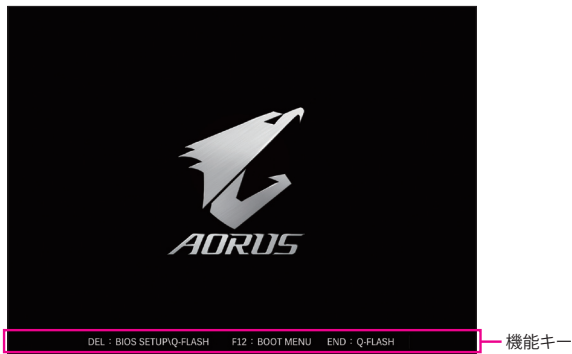 AORUS
DEL：BIOS SETUP\Q-FLASH F12：BOOT MENU END：Q-FLASH
機能キー